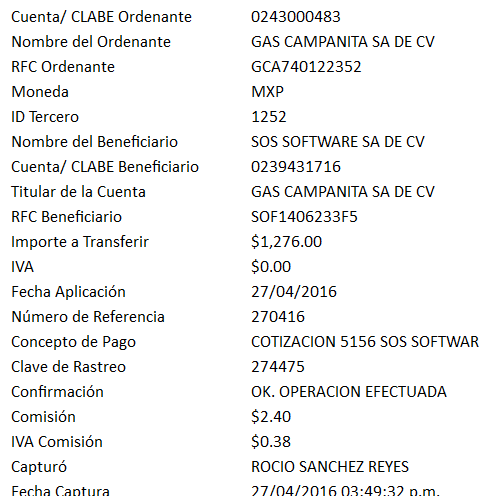 Cuenta/ CLABE Ordenante 0243000483
Nombre del Ordenante GAS CAMPANITA SA DE CV
RFC Ordenante GCA740122352
Moneda MXP
ID Tercero 1252
Nombre del Beneficiario SOS SOFTWARE SA DE CV
Cuenta/ CLABE Beneficiario 0239431716
Titular de la Cuenta GAS CAMPANITA SA DE CV
RFC Beneficiario SOF1406233F5
Importe a Transferir $1,276.00
IVA $0.00
Fecha Aplicación 27/04/2016
Número de Referencia 270416
Concepto de Pago COTIZACION 5156 SOS SOFTWAR
Clave de Rastreo 274475
Confirmación OK. OPERACION EFECTUADA
Comisión $2.40
IVA Comisión $0.38
Capturó ROCIO SANCHEZ REYES
Fecha Captura 27/04/2016 03:49:32 p.m.